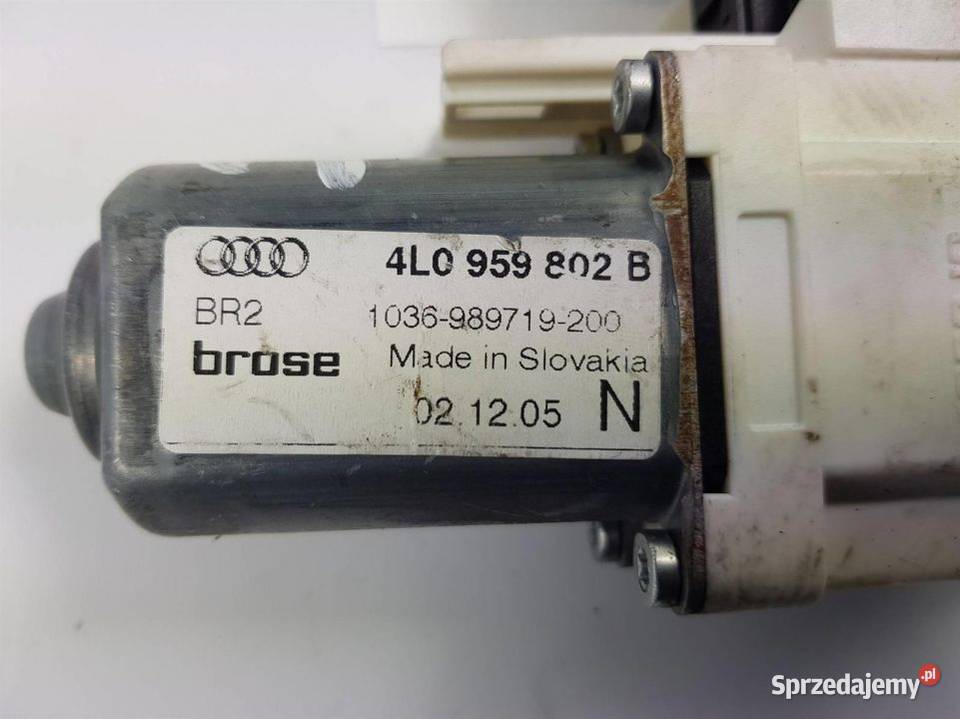 4L0 959 802 B
BR2 1036-989719-200
brose Made in Slovakia
02.12.05 N
Sprzedajemy.pl